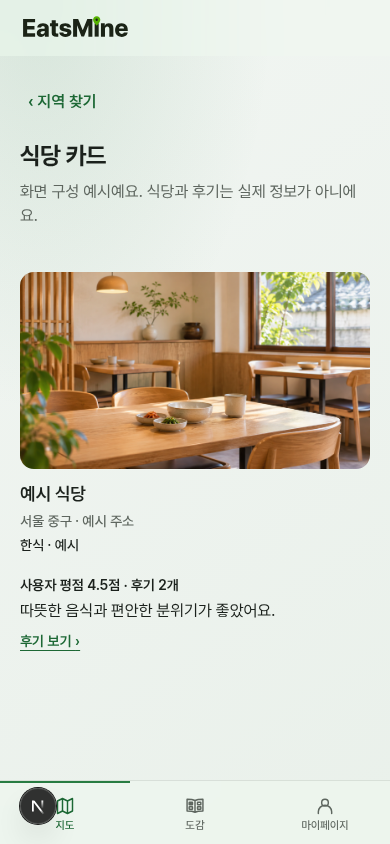 EatsMine
‹ 지역 찾기
식당 카드
화면 구성 예시예요. 식당과 후기는 실제 정보가 아니에
요.
예시 식당
서울 중구 · 예시 주소
한식 · 예시
사용자 평점 4.5점 · 후기 2개
따뜻한 음식과 편안한 분위기가 좋았어요.
후기 보기 ›
N
지도
도감
마이페이지